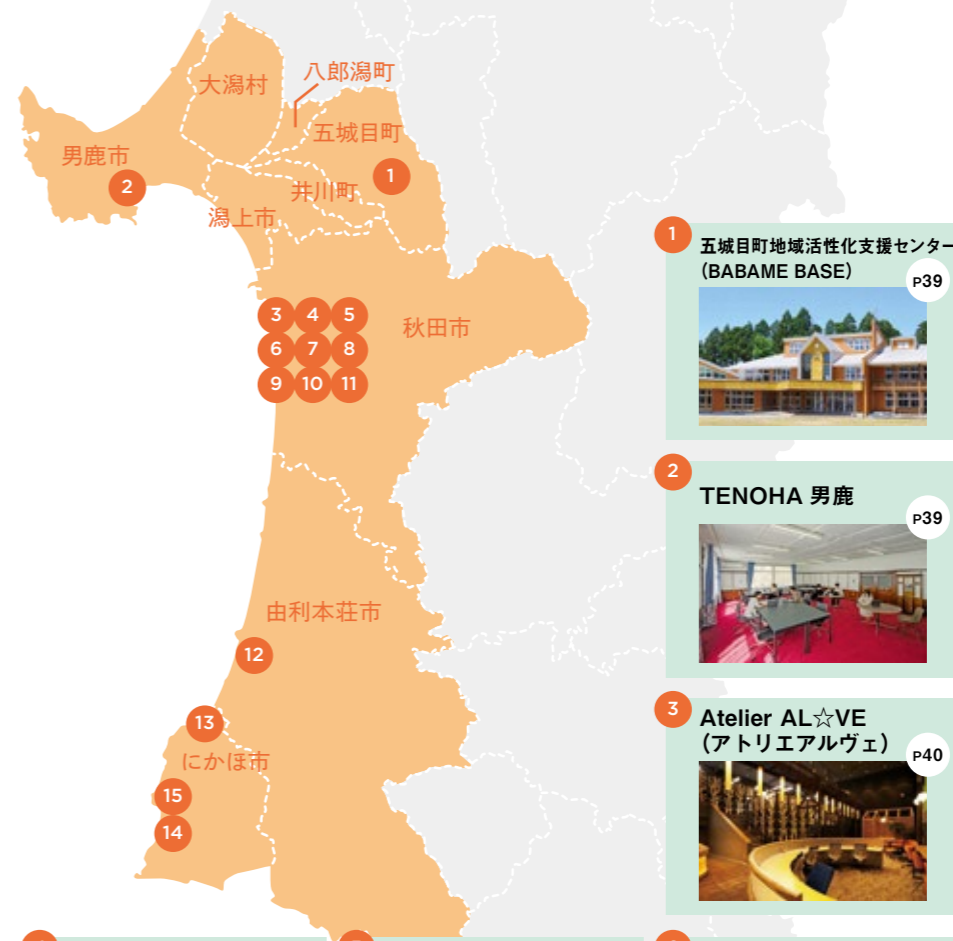 大潟村
八郎潟町
五城目町
男鹿市
1
2
井川町
潟上市
3 4 5
秋田市
6 7 8
9 10 11
由利本荘市
12
13
にかほ市
15
14
1
五城目町地域活性化支援センター
(BABAME BASE)
P39
2
TENOHA 男鹿
P39
3
Atelier AL☆VE
(アトリエアルヴェ)
P40